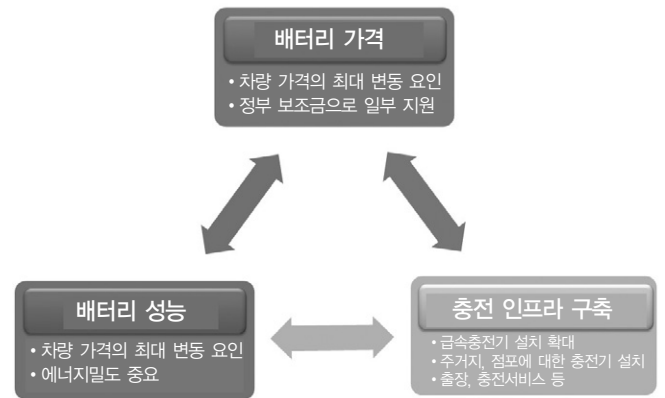 배터리 가격
• 차량 가격의 최대 변동 요인
• 정부 보조금으로 일부 지원
배터리 성능
• 차량 가격의 최대 변동 요인
• 에너지밀도 중요
충전 인프라 구축
• 급속충전기 설치 확대
• 주거지, 점포에 대한 충전기 설치
• 출장, 충전서비스 등